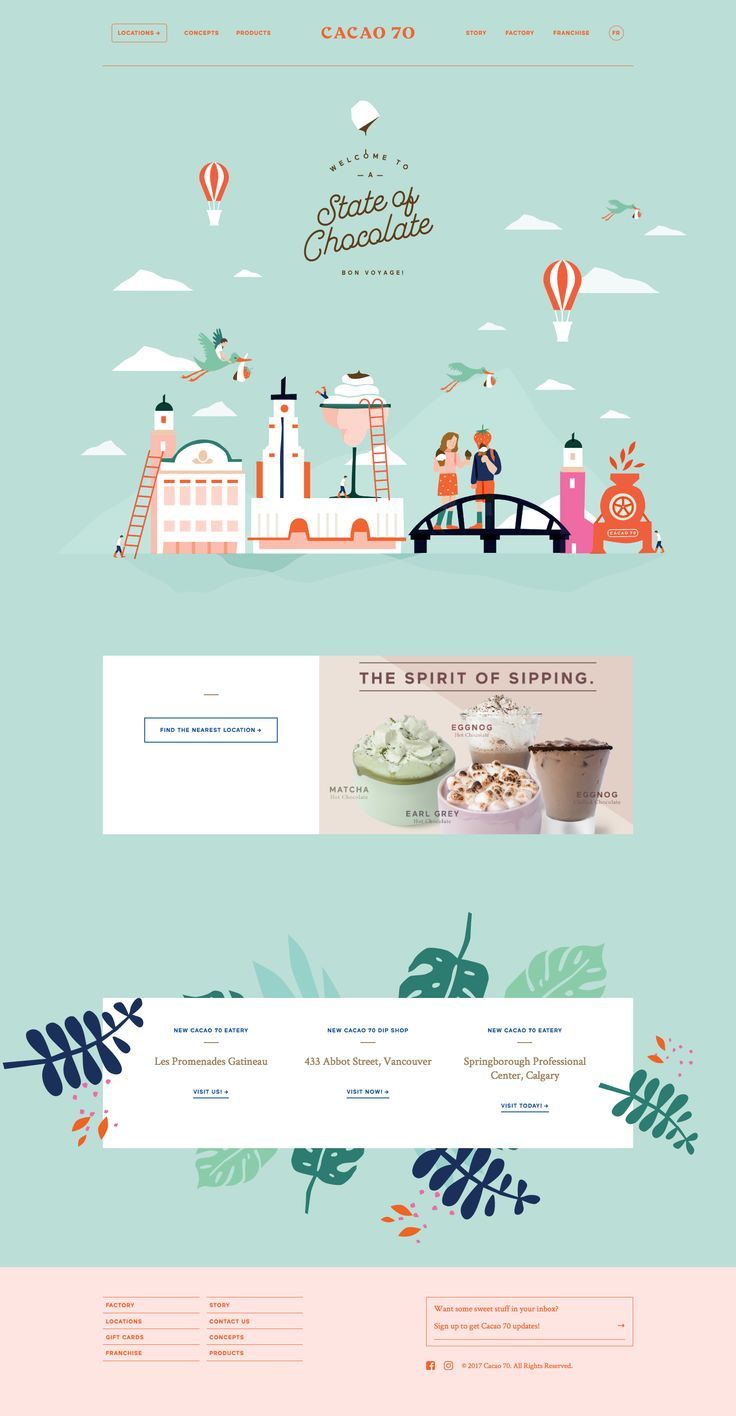 LOCATIONS →
CONCEPTS
PRODUCTS
CACAO 70
STORY
FACTORY
FRANCHISE
FR
WELCOME TO
— A —
State of
Chocolate
BON VOYAGE!
CACAO 70
FIND THE NEAREST LOCATION →
THE SPIRIT OF SIPPING.
EGGNOG
Hot Chocolate
MATCHA
Hot Chocolate
EARL GREY
Hot Chocolate
EGGNOG
Chilled Chocolate
NEW CACAO 70 EATERY
Les Promenades Gatineau
VISIT US! →
NEW CACAO 70 DIP SHOP
433 Abbot Street, Vancouver
VISIT NOW! →
NEW CACAO 70 EATERY
Springborough Professional
Center, Calgary
VISIT TODAY! →
FACTORY
LOCATIONS
GIFT CARDS
FRANCHISE
STORY
CONTACT US
CONCEPTS
PRODUCTS
Want some sweet stuff in your inbox?
Sign up to get Cacao 70 updates! →
© 2017 Cacao 70. All Rights Reserved.